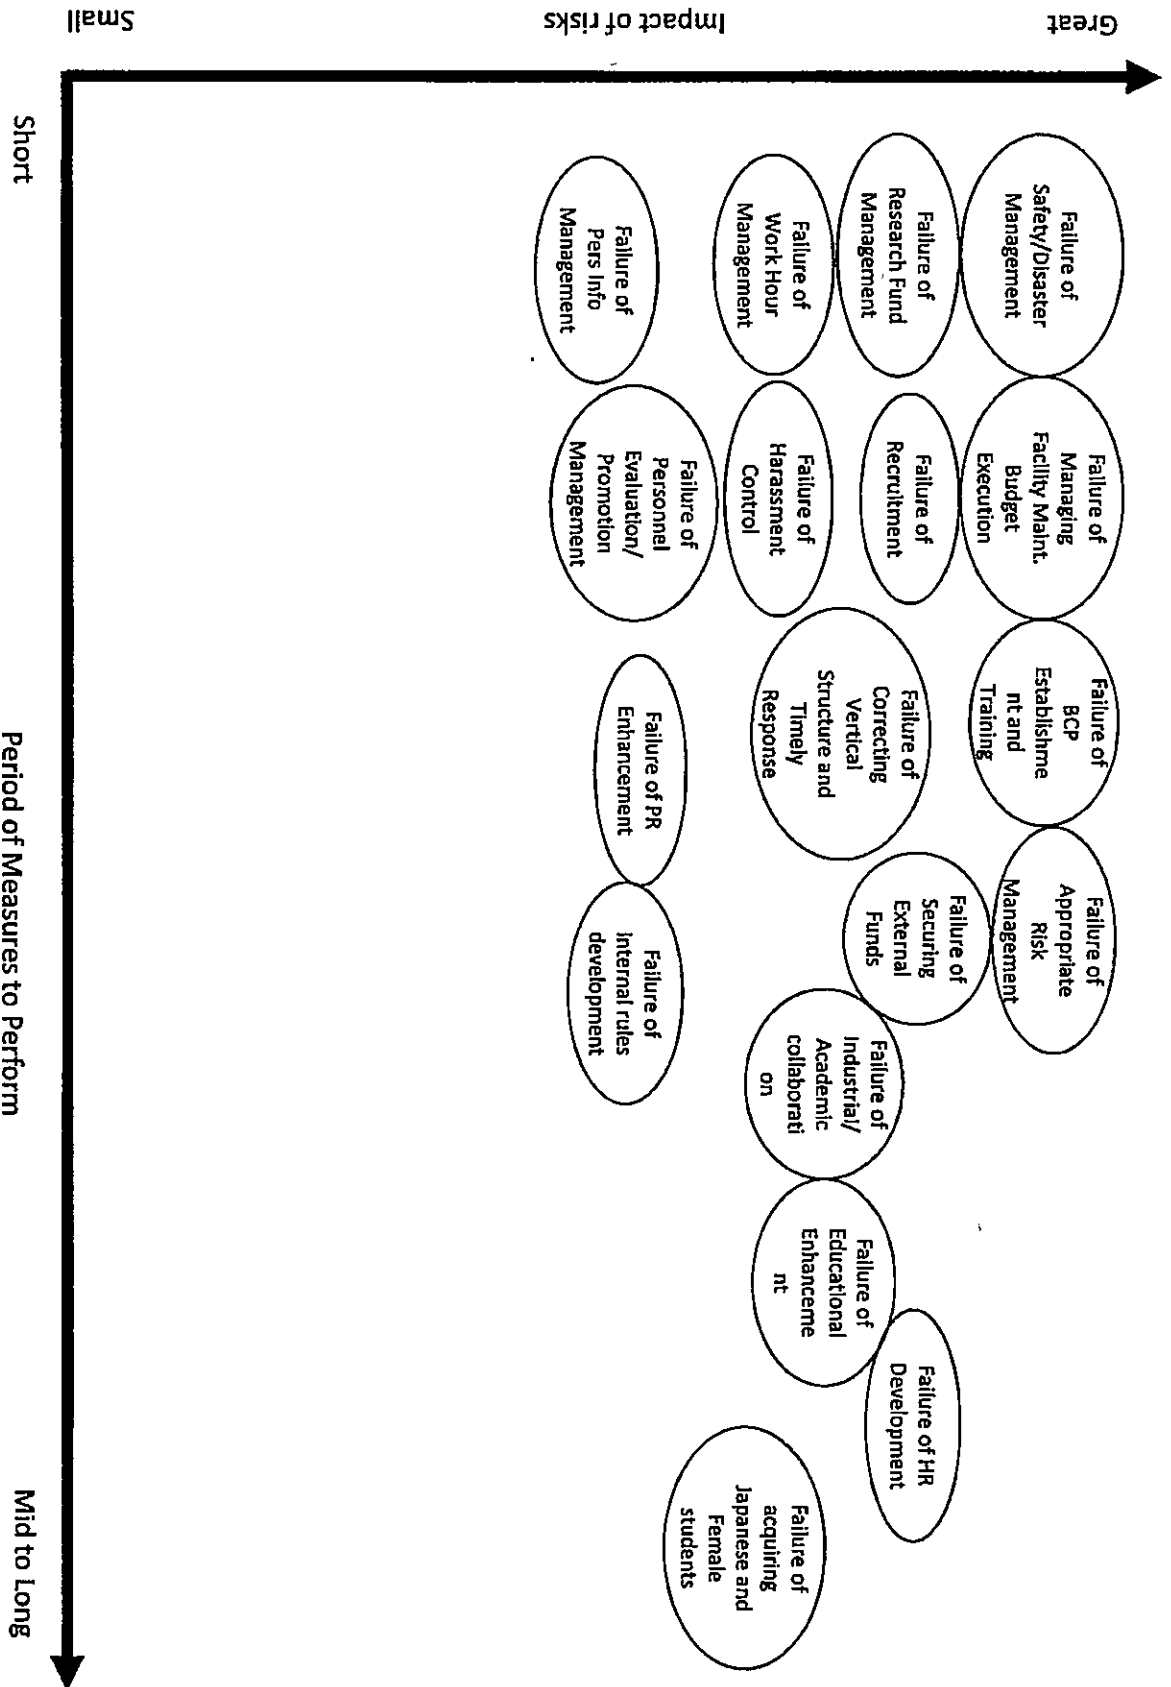 Great
Impact of risks
Small
Failure of
Safety/Disaster
Management
Failure of
Managing
Facility Maint.
Budget
Execution
Failure of
BCP
Establishme
nt and
Training
Failure of
Appropriate
Risk
Management
Failure of
Research Fund
Management
Failure of
Recruitment
Failure of
Securing
External
Funds
Failure of HR
Development
Failure of
Work Hour
Management
Failure of
Harassment
Control
Failure of
Correcting
Vertical
Structure and
Timely
Response
Failure of
Industrial/
Academic
collaborati
on
Failure of
Educational
Enhanceme
nt
Failure of
acquiring
Japanese and
Female
students
Failure of
Pers Info
Management
Failure of
Personnel
Evaluation/
Promotion
Management
Failure of PR
Enhancement
Failure of
internal rules
development
Short
Period of Measures to Perform
Mid to Long